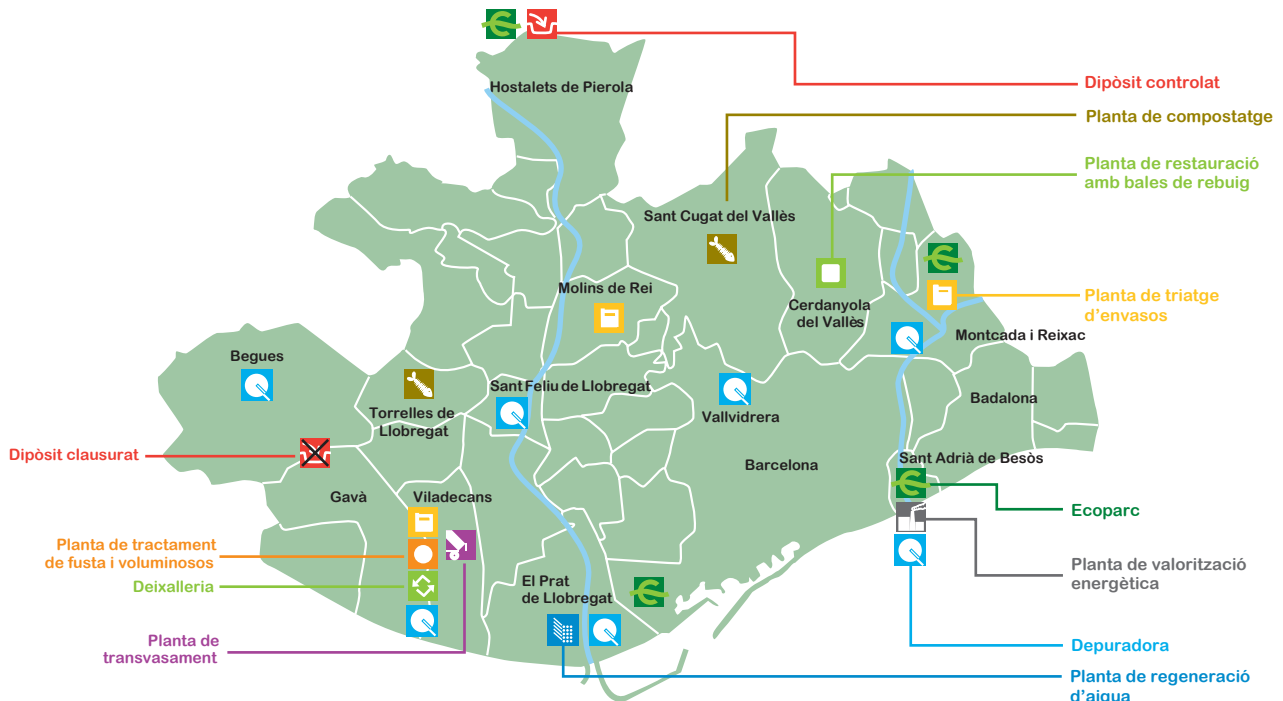 Hostalets de Pierola
Dipòsit controlat
Planta de compostatge
Planta de restauració
amb bales de rebuig
Sant Cugat del Vallès
Molins de Rei
Cerdanyola
del Vallès
Planta de triatge
d'envasos
Montcada i Reixac
Begues
Sant Feliu de Llobregat
Torrelles de
Llobregat
Vallvidrera
Badalona
Dipòsit clausurat
Barcelona
Sant Adrià de Besòs
Gavà
Viladecans
Ecoparc
Planta de tractament
de fusta i voluminosos
Deixalleria
El Prat
de Llobregat
Planta de valorització
energètica
Planta de
transvasament
Depuradora
Planta de regeneració
d'aigua